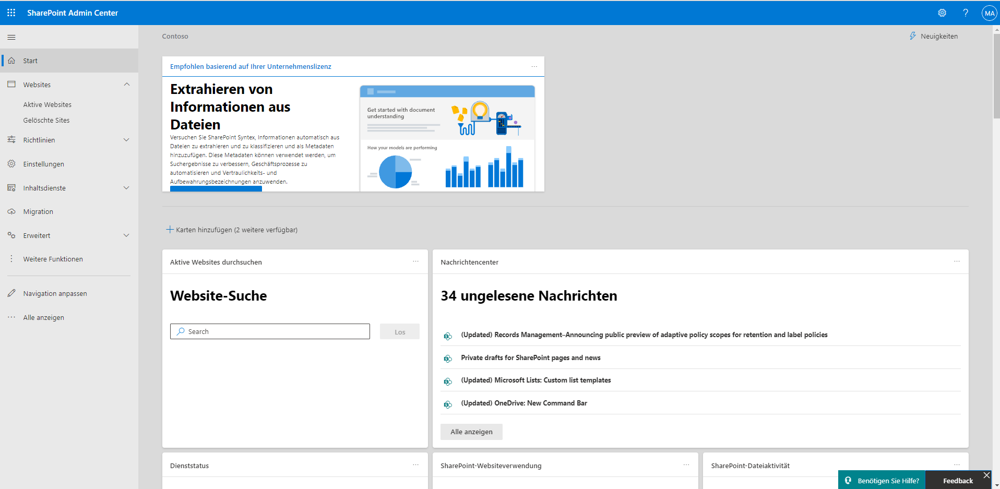 SharePoint Admin Center
?
MA
Contoso
Neuigkeiten
Start
Websites
Aktive Websites
Gelöschte Sites
Richtlinien
Einstellungen
Inhaltsdienste
Migration
Erweitert
Weitere Funktionen
Navigation anpassen
Alle anzeigen
Empfohlen basierend auf Ihrer Unternehmenslizenz
Extrahieren von
Informationen aus
Dateien
Versuchen Sie SharePoint Syntex, Informationen automatisch aus
Dateien zu extrahieren und zu klassifizieren und als Metadaten
hinzuzufügen. Diese Metadaten können verwendet werden, um
Suchergebnisse zu verbessern, Geschäftsprozesse zu
automatisieren und Vertraulichkeits- und
Aufbewahrungsbezeichnungen anzuwenden.
Get started with document
understanding
How your models are performing
Karten hinzufügen (2 weitere verfügbar)
Aktive Websites durchsuchen
Website-Suche
Search
Los
Nachrichtencenter
34 ungelesene Nachrichten
(Updated) Records Management–Announcing public preview of adaptive policy scopes for retention and label policies
Private drafts for SharePoint pages and news
(Updated) Microsoft Lists: Custom list templates
(Updated) OneDrive: New Command Bar
Alle anzeigen
Dienststatus
SharePoint-Websiteverwendung
SharePoint-Dateiaktivität
Benötigen Sie Hilfe?
Feedback